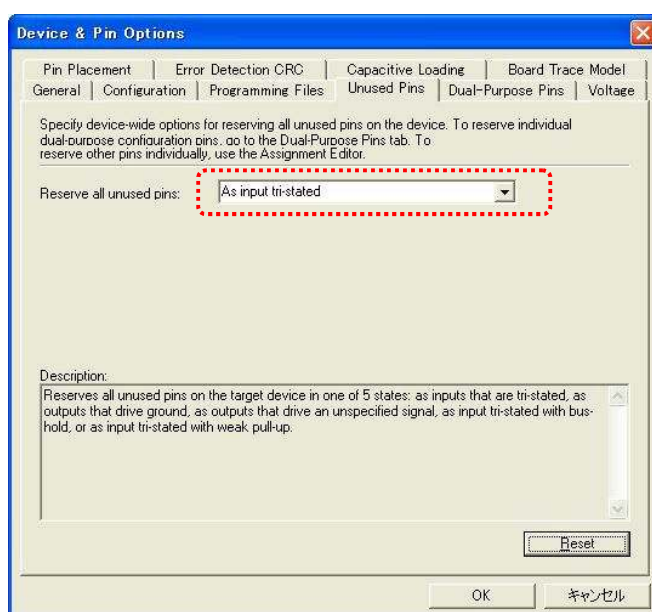 Device & Pin Options
Pin Placement
Error Detection CRC
Capacitive Loading
Board Trace Model
General
Configuration
Programming Files
Unused Pins
Dual-Purpose Pins
Voltage
Specify device-wide options for reserving all unused pins on the device. To reserve individual
dual-purpose configuration pins, go to the Dual-Purpose Pins tab. To
reserve other pins individually, use the Assignment Editor.
Reserve all unused pins:
As input tri-stated
Description:
Reserves all unused pins on the target device in one of 5 states: as inputs that are tri-stated, as
outputs that drive ground, as outputs that drive an unspecified signal, as input tri-stated with bus-
hold, or as input tri-stated with weak pull-up.
Reset
OK
キャンセル